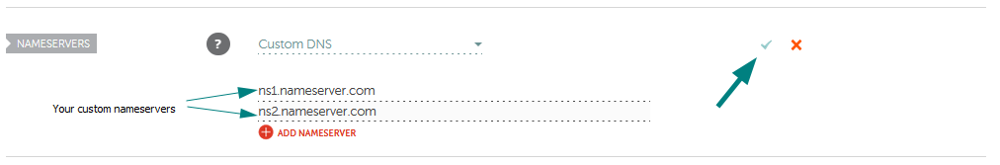 NAMESERVERS
?
Custom DNS
ns1.nameserver.com
Your custom nameservers
ns2.nameserver.com
ADD NAMESERVER